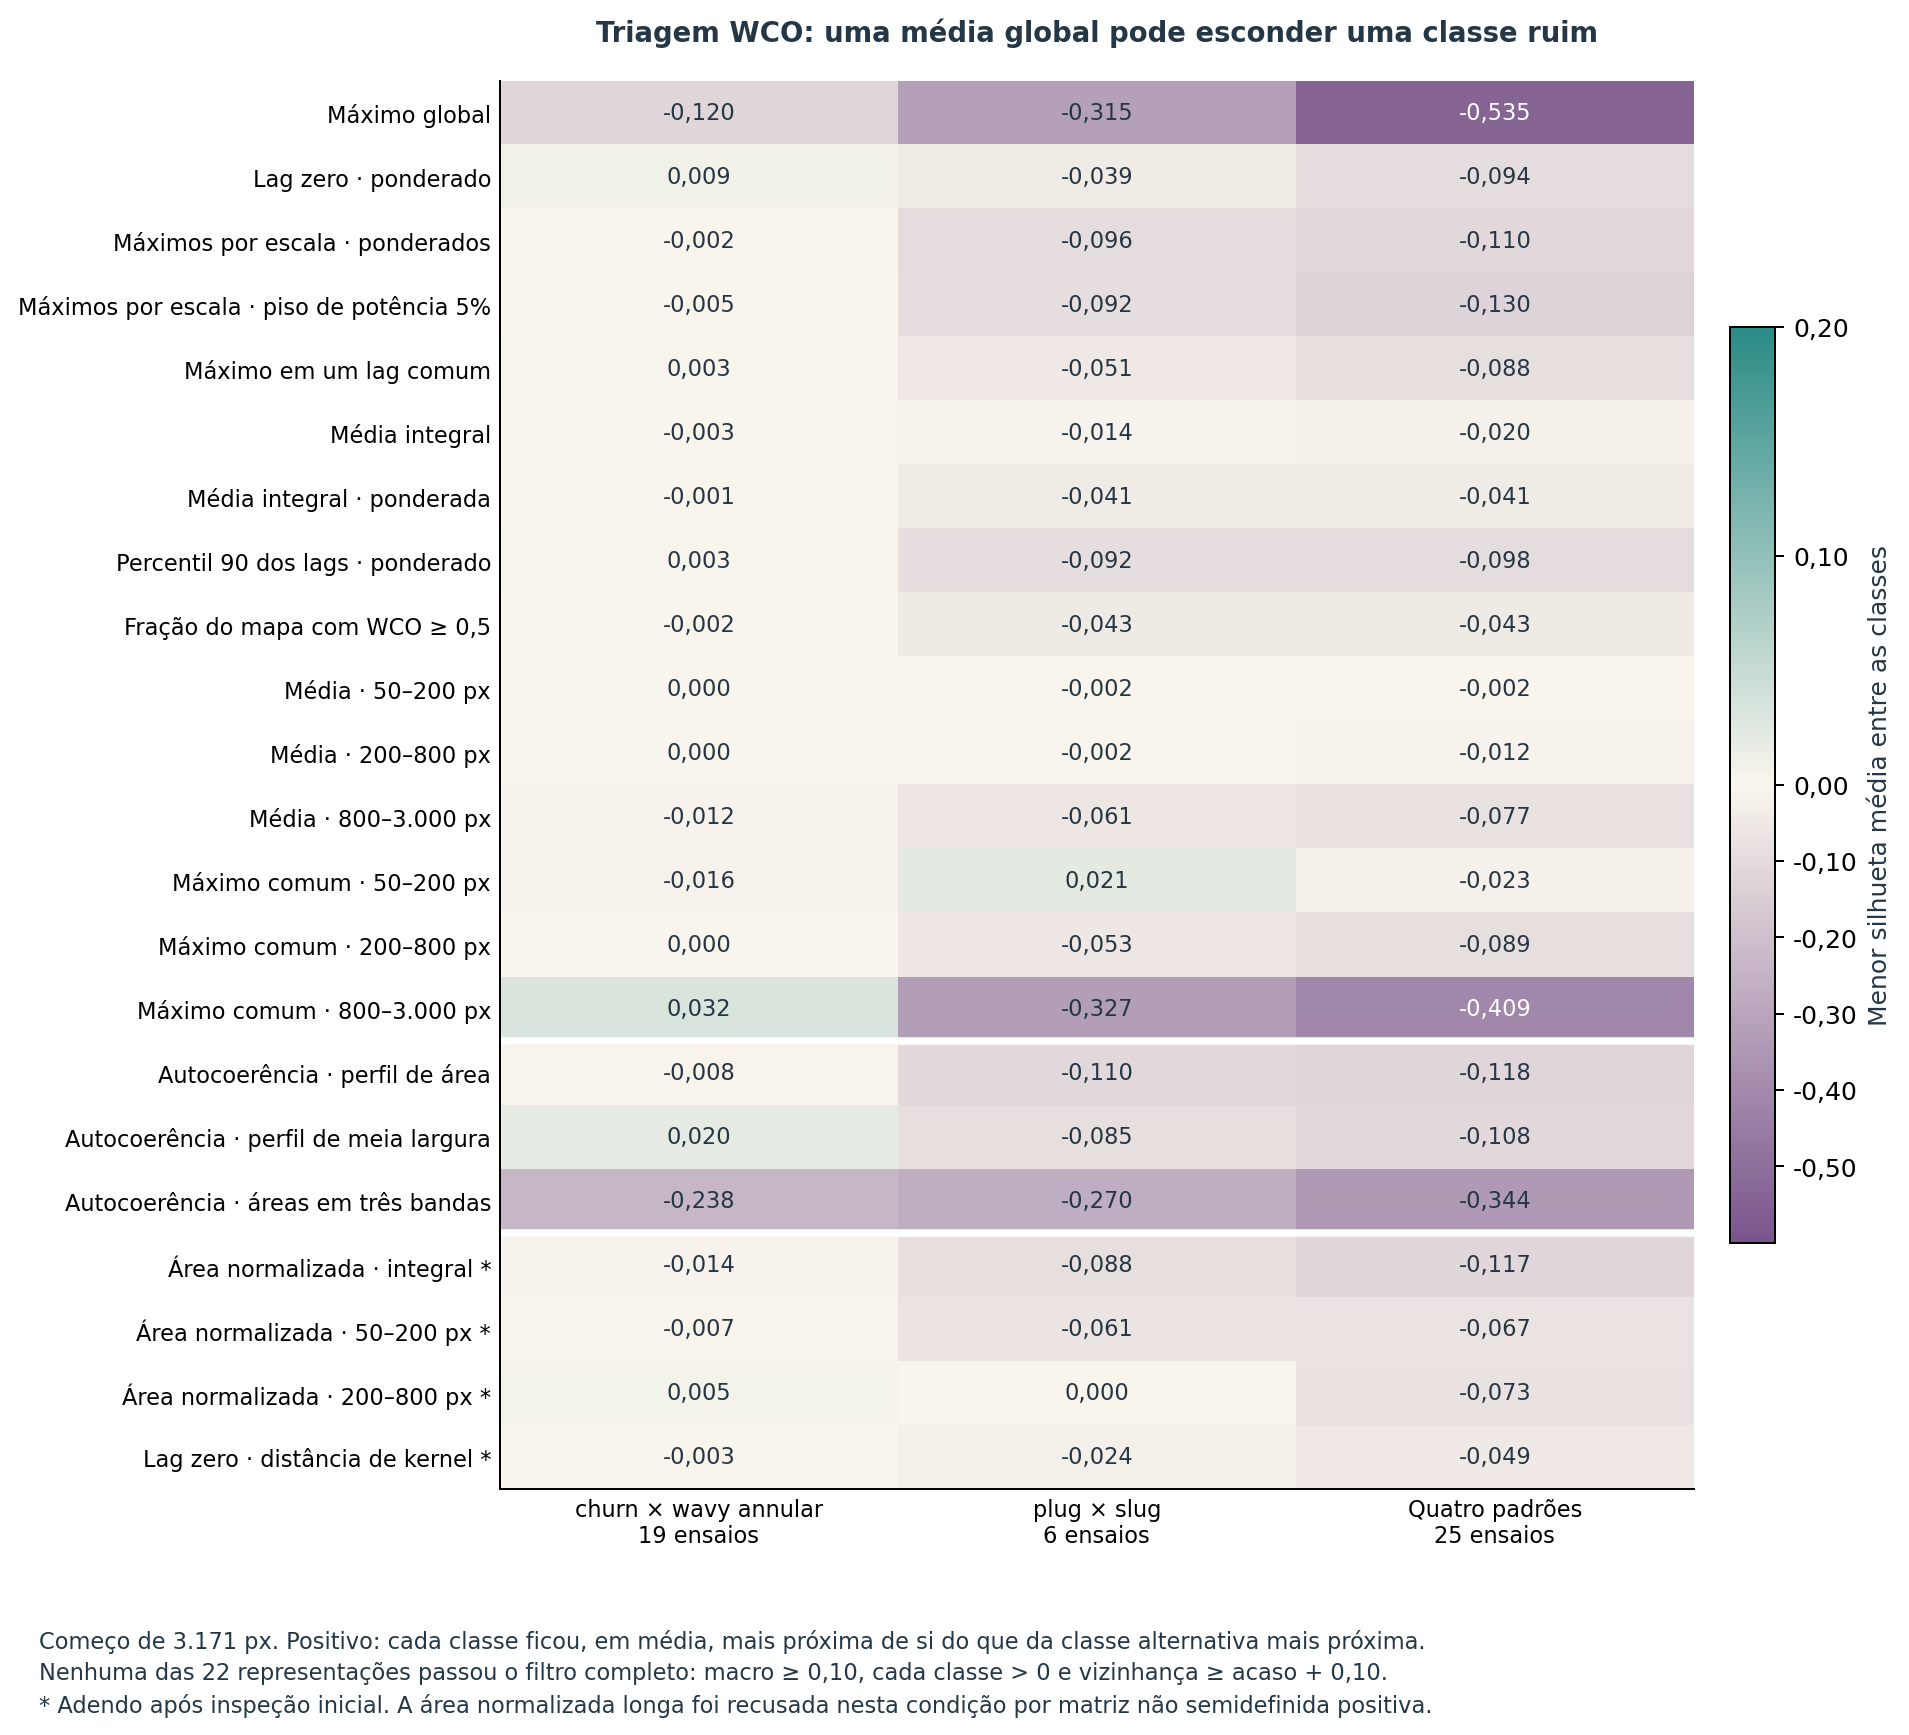 Triagem WCO: uma média global pode esconder uma classe ruim
Máximo global -0,120 -0,315 -0,535
Lag zero · ponderado 0,009 -0,039 -0,094
Máximos por escala · ponderados -0,002 -0,096 -0,110
Máximos por escala · piso de potência 5% -0,005 -0,092 -0,130
Máximo em um lag comum 0,003 -0,051 -0,088
Média integral -0,003 -0,014 -0,020
Média integral · ponderada -0,001 -0,041 -0,041
Percentil 90 dos lags · ponderado 0,003 -0,092 -0,098
Fração do mapa com WCO ≥ 0,5 -0,002 -0,043 -0,043
Média · 50–200 px 0,000 -0,002 -0,002
Média · 200–800 px 0,000 -0,002 -0,012
Média · 800–3.000 px -0,012 -0,061 -0,077
Máximo comum · 50–200 px -0,016 0,021 -0,023
Máximo comum · 200–800 px 0,000 -0,053 -0,089
Máximo comum · 800–3.000 px 0,032 -0,327 -0,409
Autocoerência · perfil de área -0,008 -0,110 -0,118
Autocoerência · perfil de meia largura 0,020 -0,085 -0,108
Autocoerência · áreas em três bandas -0,238 -0,270 -0,344
Área normalizada · integral * -0,014 -0,088 -0,117
Área normalizada · 50–200 px * -0,007 -0,061 -0,067
Área normalizada · 200–800 px * 0,005 0,000 -0,073
Lag zero · distância de kernel * -0,003 -0,024 -0,049
churn × wavy annular plug × slug Quatro padrões
19 ensaios 6 ensaios 25 ensaios
0,20
0,10
0,00
-0,10
-0,20
-0,30
-0,40
-0,50
Menor silhueta média entre as classes
Começo de 3.171 px. Positivo: cada classe ficou, em média, mais próxima de si do que da classe alternativa mais próxima.
Nenhuma das 22 representações passou o filtro completo: macro ≥ 0,10, cada classe > 0 e vizinhança ≥ acaso + 0,10.
* Adendo após inspeção inicial. A área normalizada longa foi recusada nesta condição por matriz não semidefinida positiva.